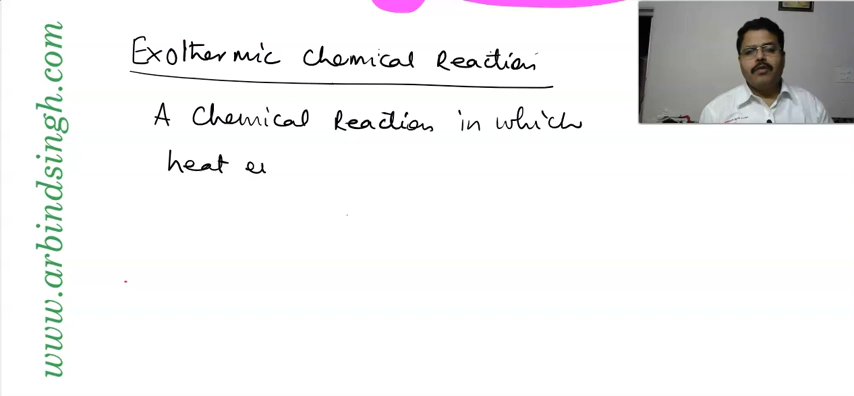 Exothermic Chemical Reaction
A Chemical Reaction in which
heat e
www.arbindsingh.com